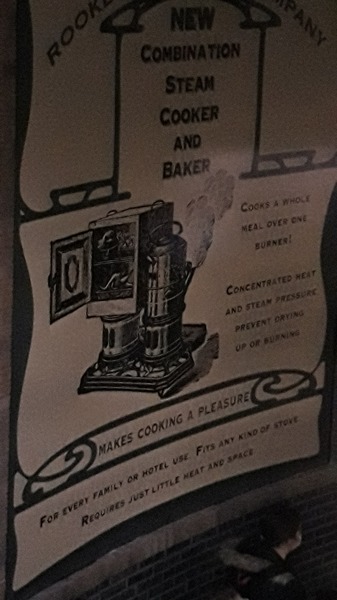 NEW
COMBINATION
STEAM
COOKER
AND
BAKER
COOKS A WHOLE
MEAL OVER ONE
BURNER!
CONCENTRATED HEAT
AND STEAM PRESSURE
PREVENT DRYING
UP OR BURNING
MAKES COOKING A PLEASURE
FOR EVERY FAMILY OR HOTEL USE. FITS ANY KIND OF STOVE
REQUIRES JUST LITTLE HEAT AND SPACE